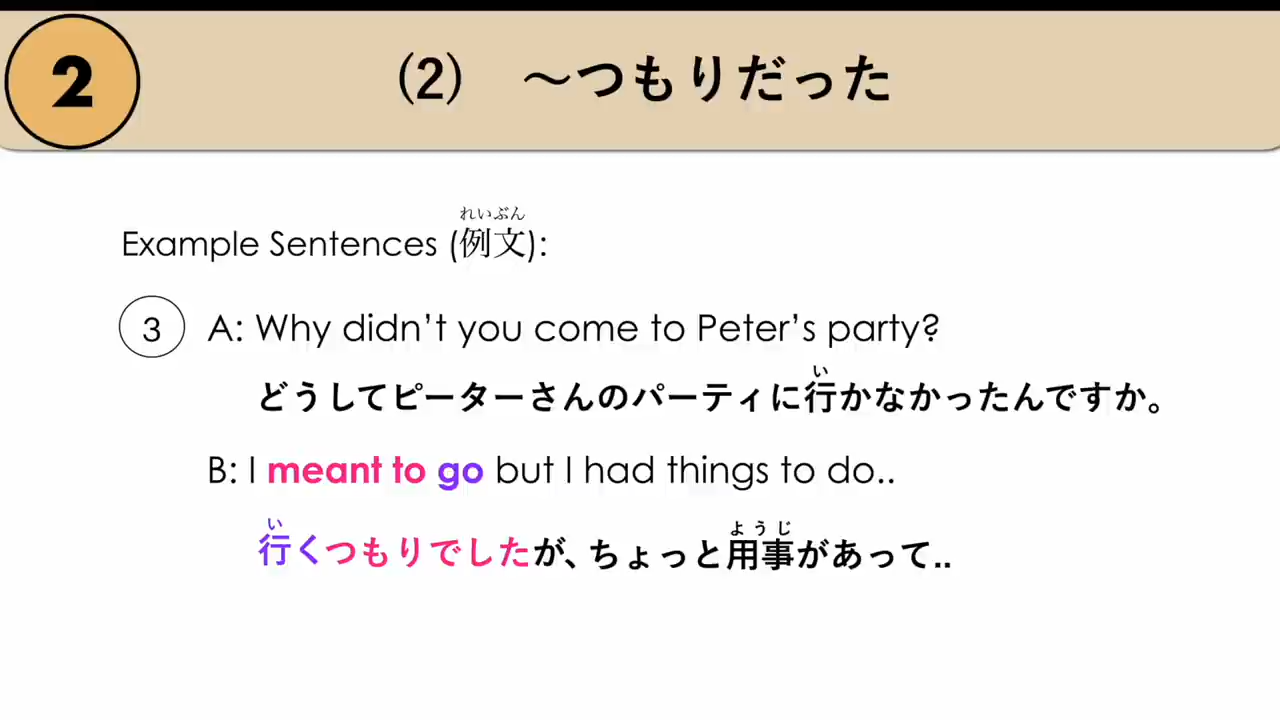 2
(2) ～つもりだった
れいぶん
Example Sentences (例文):
3 A: Why didn't you come to Peter's party?
い
どうしてピーターさんのパーティに行かなかったんですか。
B: I meant to go but I had things to do..
い ようじ
行くつもりでしたが、ちょっと用事があって..